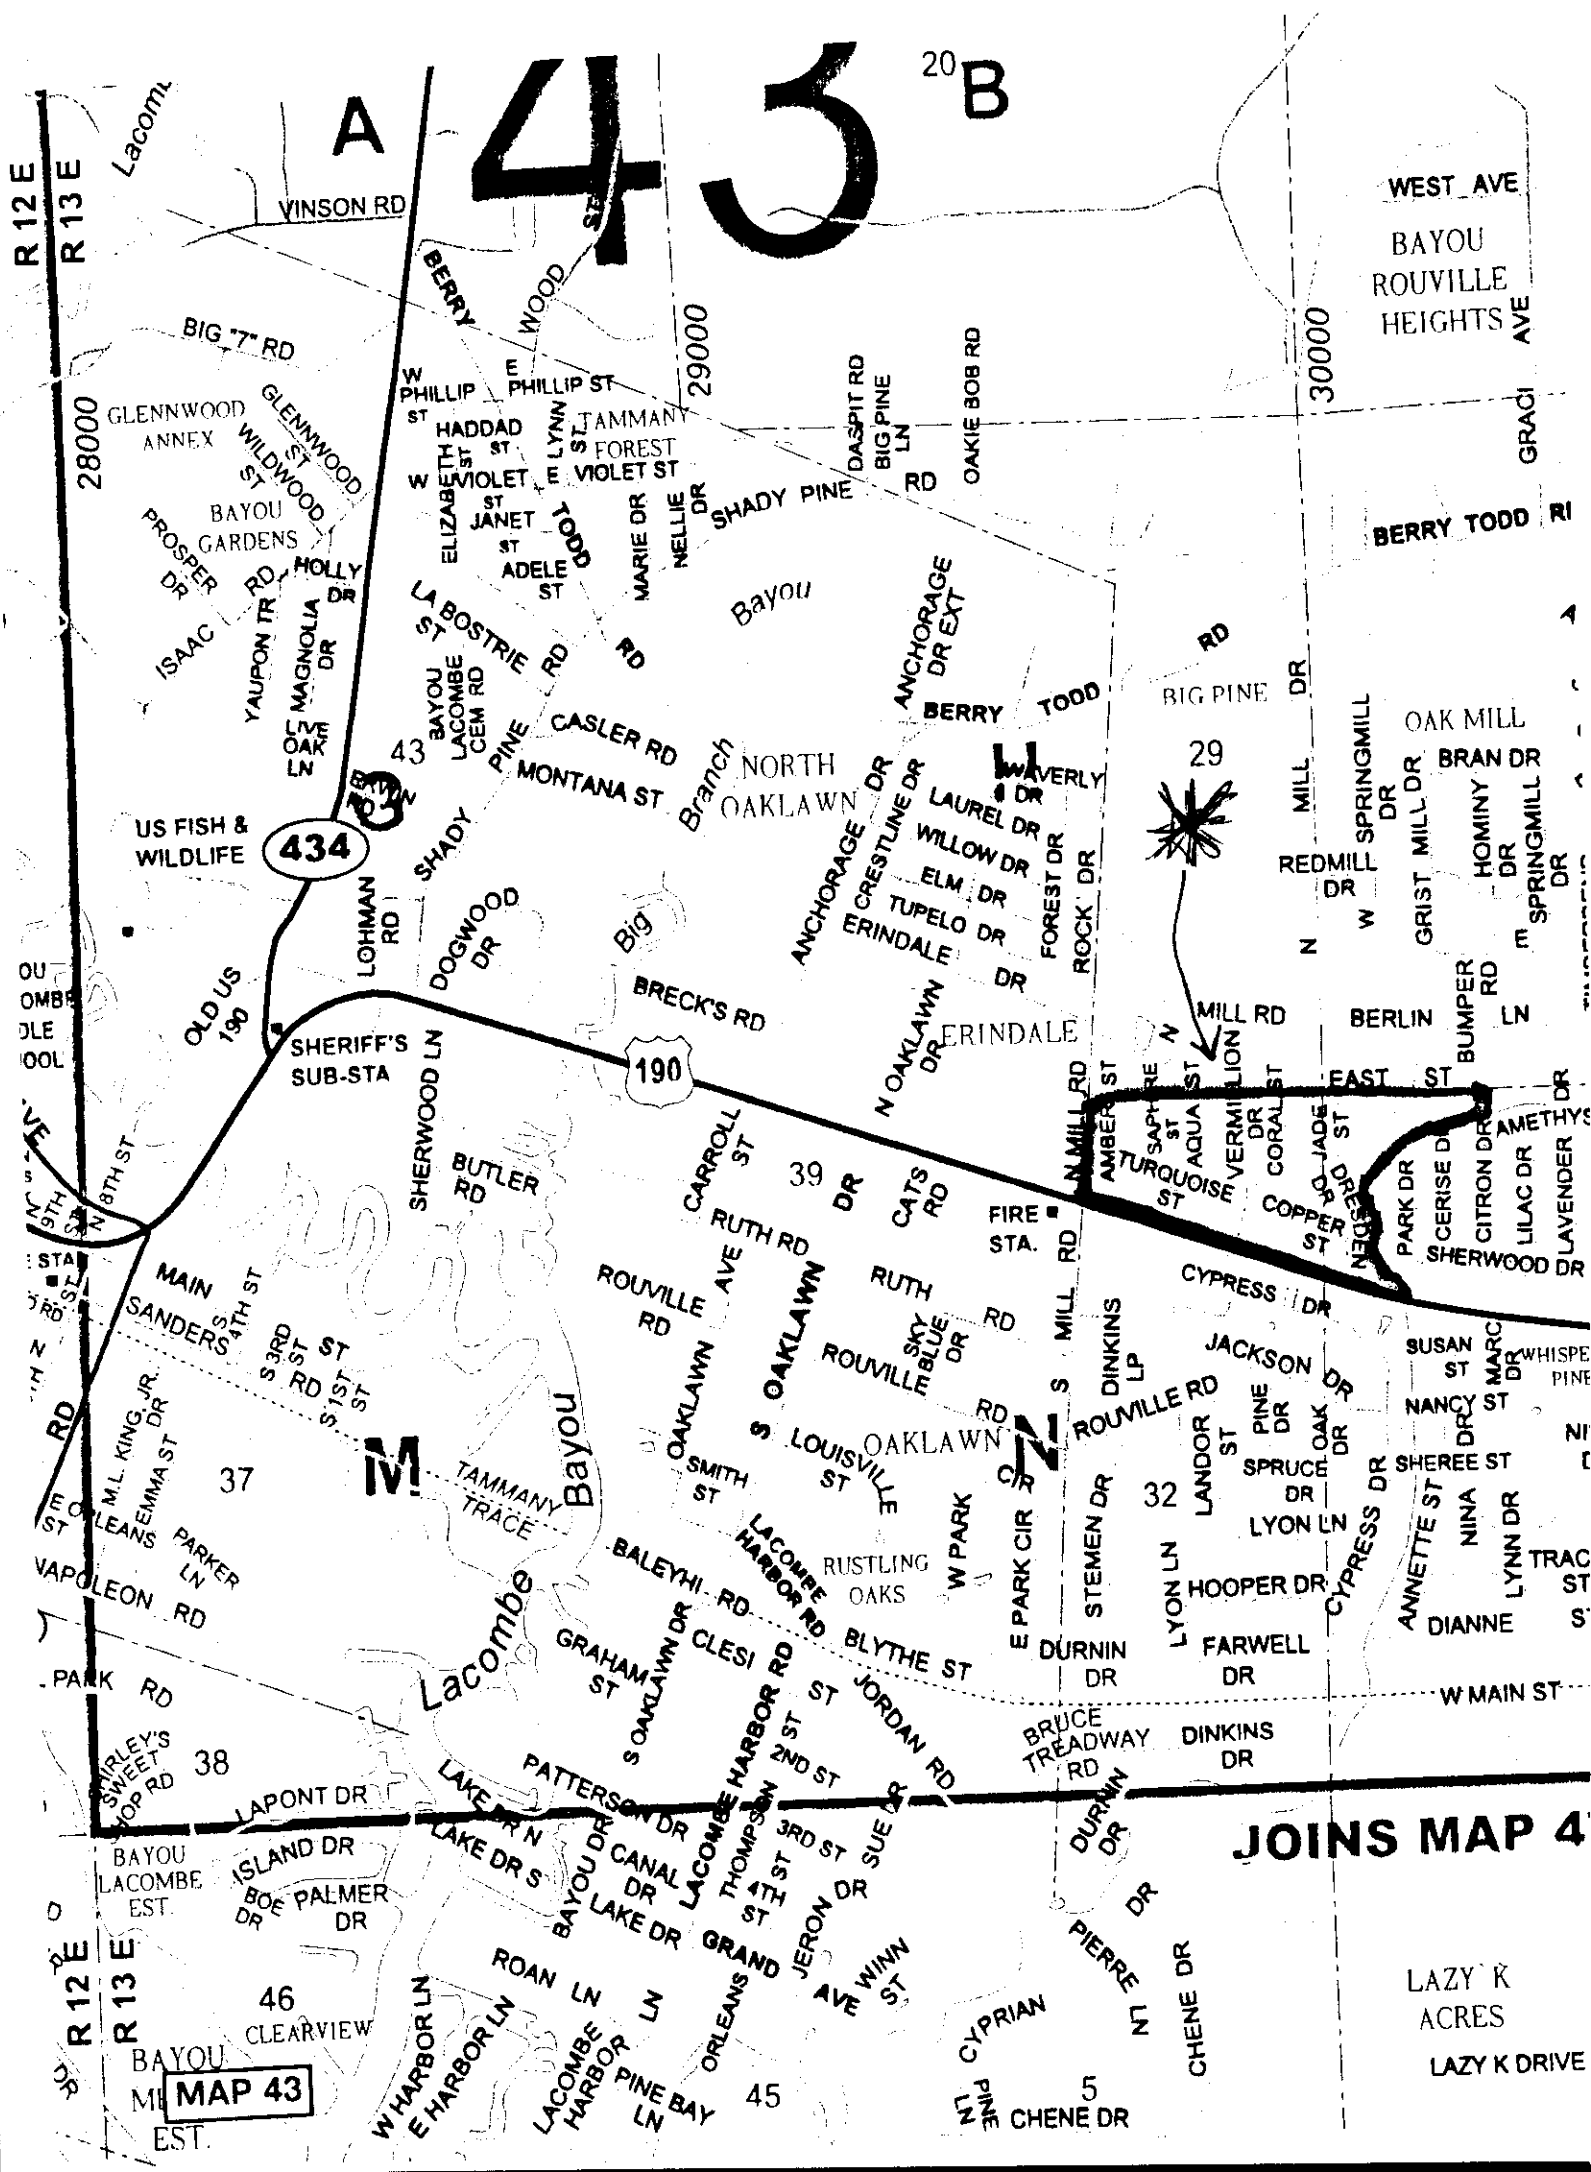 43
A
20 B
Lacomb
R 12 E
R 13 E
VINSON RD
WEST AVE
BAYOU
ROUVILLE
HEIGHTS
GRACI AVE
BERRY
WOOD
ST
BIG "7" RD
28000
29000
30000
GLENNWOOD
ANNEX
GLENNWOOD
ST
WILDWOOD
ST
W
PHILLIP
ST
E
PHILLIP ST
HADDAD
ST
LYNN
ST
TAMMANY
FOREST
ELIZABETH
ST
W VIOLET
ST
E VIOLET ST
JANET
ST
ADELE
ST
TODD
MARIE DR
NELLIE
DR
SHADY PINE RD
DASPIT RD
BIG PINE
LN
OAKIE BOB RD
BERRY TODD
BAYOU
GARDENS
PROSPER
DR
HOLLY
DR
ISAAC RD
YAUPON TR
MAGNOLIA
DR
LIVE
OAK
LN
LA BOSTRIE
ST
RD
RD
Bayou
ANCHORAGE
DR EXT
BERRY TODD
RD
BIG PINE
DR
BAYOU
LACOMBE
CEM RD
43
PINE
CASLER RD
MONTANA ST
Branch
NORTH
OAKLAWN
WAVERLY
DR
LAUREL DR
WILLOW DR
ELM DR
TUPELO DR
ERINDALE DR
CRESTLINE DR
ANCHORAGE DR
FOREST DR
ROCK DR
29
N MILL
W SPRINGMILL
DR
OAK MILL
BRAN DR
GRIST MILL DR
HOMINY
DR
E SPRINGMILL
DR
REDMILL
DR
US FISH &
WILDLIFE
434
SHADY
LOHMAN
RD
DOGWOOD
DR
Big
BRECK'S RD
OLD US
190
SHERIFF'S
SUB-STA
SHERWOOD LN
190
N OAKLAWN
DR
ERINDALE
N
MILL RD
BERLIN LN
BUMPER
RD
N MILL RD
AMBER ST
SAPHIRE
ST
AQUA ST
VERMILLION
DR
CORAL ST
EAST ST
JADE
ST
TURQUOISE
ST
COPPER
ST
DRESDEN
DR
PARK DR
CERISE DR
CITRON DR
LILAC DR
LAVENDER DR
AMETHYS
SHERWOOD DR
N 8TH ST
9TH
ST
BUTLER
RD
CARROLL
ST
39
DR
CATS
RD
FIRE
STA.
RUTH RD
ROUVILLE
RD
OAKLAWN AVE
S OAKLAWN
RUTH RD
SKY
BLUE
DR
ROUVILLE RD
S MILL RD
DINKINS
LP
CYPRESS DR
JACKSON DR
SUSAN
ST
MARC
DR
NANCY ST
SHEREE ST
MAIN ST
SANDERS RD
S
4TH ST
S 3RD
ST
S 1ST
ST
M.L. KING, JR.
DR
EMMA ST
RD
37
M
TAMMANY
TRACE
Bayou
Lacombe
SMITH
ST
LOUISVILLE
ST
OAKLAWN
N
ROUVILLE RD
LANDOR
ST
PINE
DR
OAK
DR
SPRUCE
DR
LYON LN
CYPRESS DR
ANNETTE ST
NINA DR
LYNN DR
TRAC
ST
32
W PARK CIR
E PARK CIR
STEMEN DR
LYON LN
HOOPER DR
DIANNE
E ORLEANS
ST
PARKER
LN
NAPOLEON RD
BALEYHI RD
LACOMBE
HARBOR RD
RUSTLING
OAKS
BLYTHE ST
DURNIN
DR
FARWELL
DR
W MAIN ST
GRAHAM
ST
S OAKLAWN DR
CLESI ST
LACOMBE HARBOR RD
JORDAN RD
BRUCE
TREADWAY
RD
DINKINS
DR
PARK RD
SHIRLEY'S
SWEET
SHOP RD
38
LAPONT DR
LAKE DR N
PATTERSON DR
2ND ST
ST
THOMPSON
ST
3RD ST
4TH
ST
SUE DR
DURNIN
DR
JOINS MAP
BAYOU
LACOMBE
EST.
ISLAND DR
BOE
DR
PALMER
DR
LAKE DR S
BAYOU DR
CANAL
DR
LAKE DR
GRAND AVE
JERON DR
WINN
ST
ROAN LN
R 12 E
R 13 E
46
CLEARVIEW
BAYOU
EST.
MAP 43
W HARBOR LN
E HARBOR LN
LACOMBE
HARBOR LN
ORLEANS
PINE BAY
LN
45
CYPRIAN
PIERRE LN
DR
CHENE DR
PINE
LN
5
CHENE DR
LAZY K
ACRES
LAZY K DRIVE